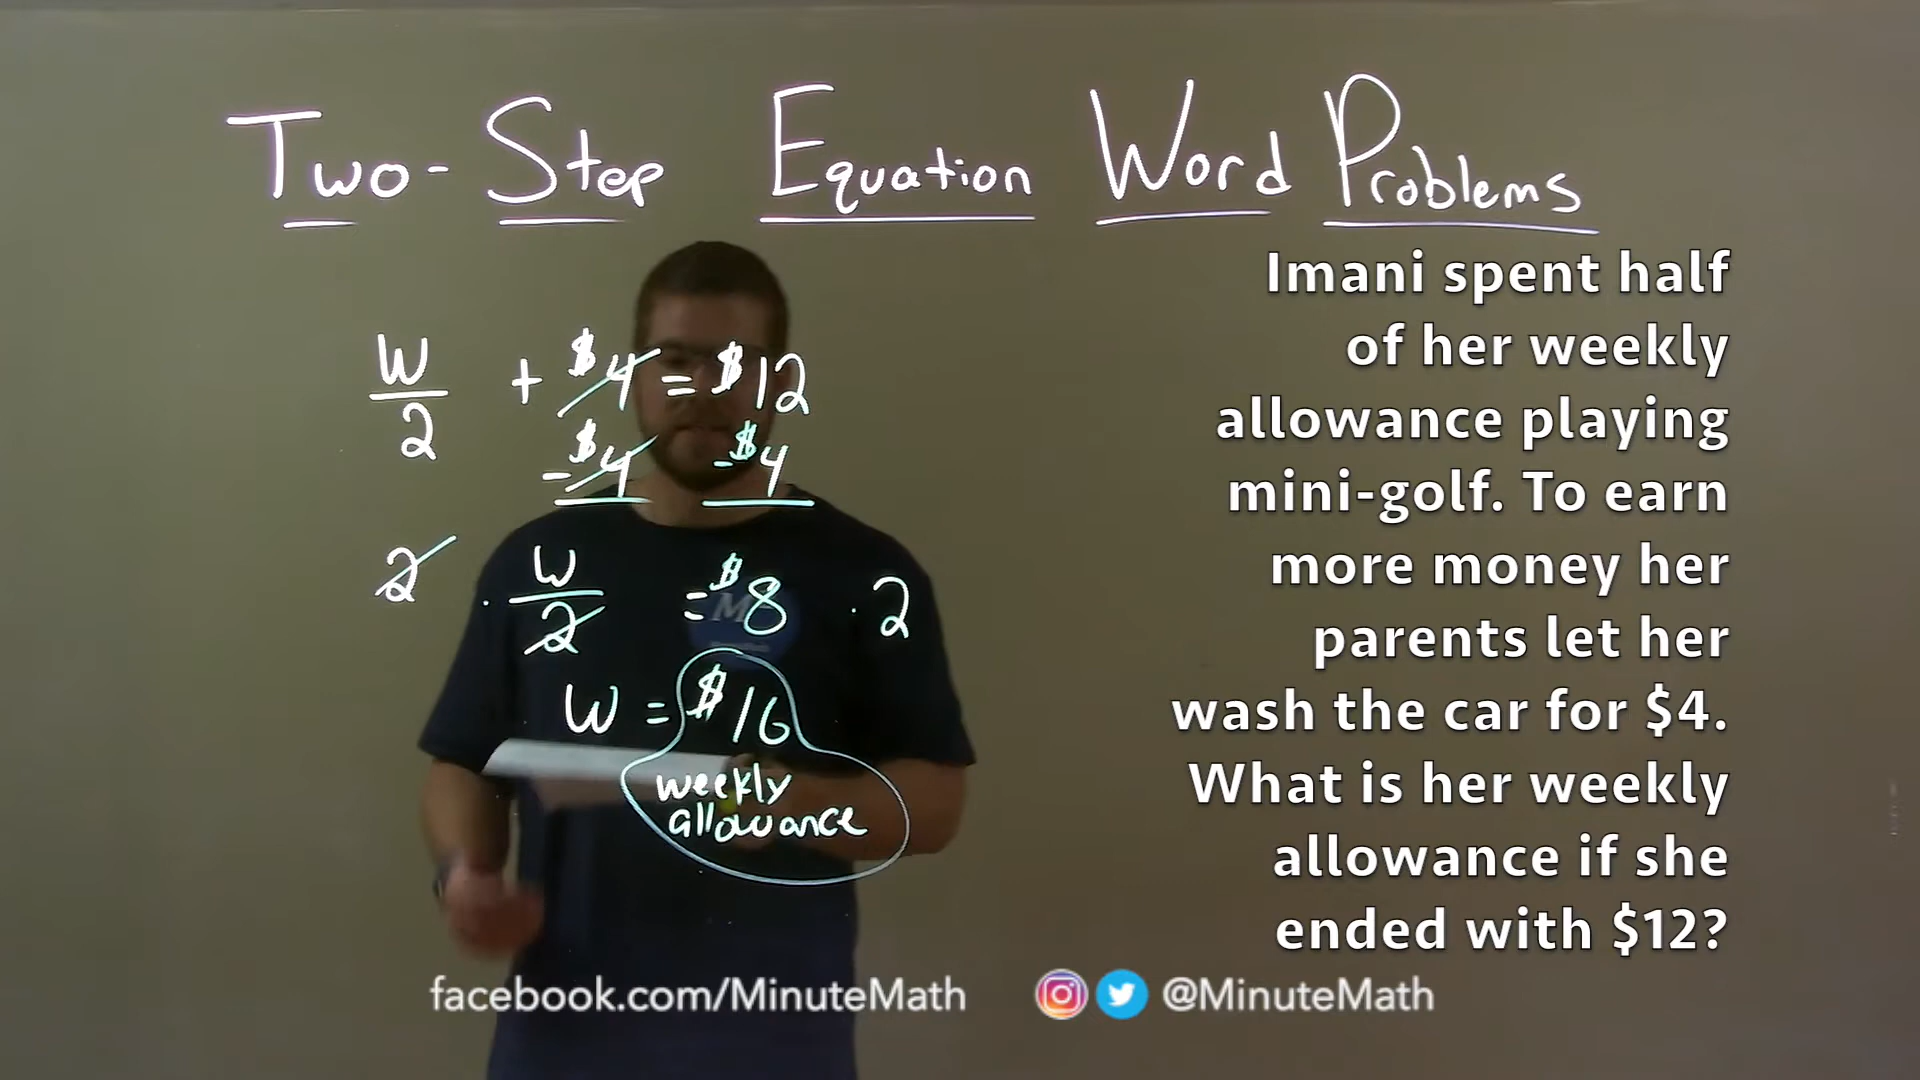 Two-Step Equation Word Problems
Imani spent half
of her weekly
allowance playing
mini-golf. To earn
more money her
parents let her
wash the car for $4.
What is her weekly
allowance if she
ended with $12?
W/2 + $4 = $12
-$4 -$4
2 · W/2 = $8 · 2
W = $16
weekly
allowance
facebook.com/MinuteMath @MinuteMath